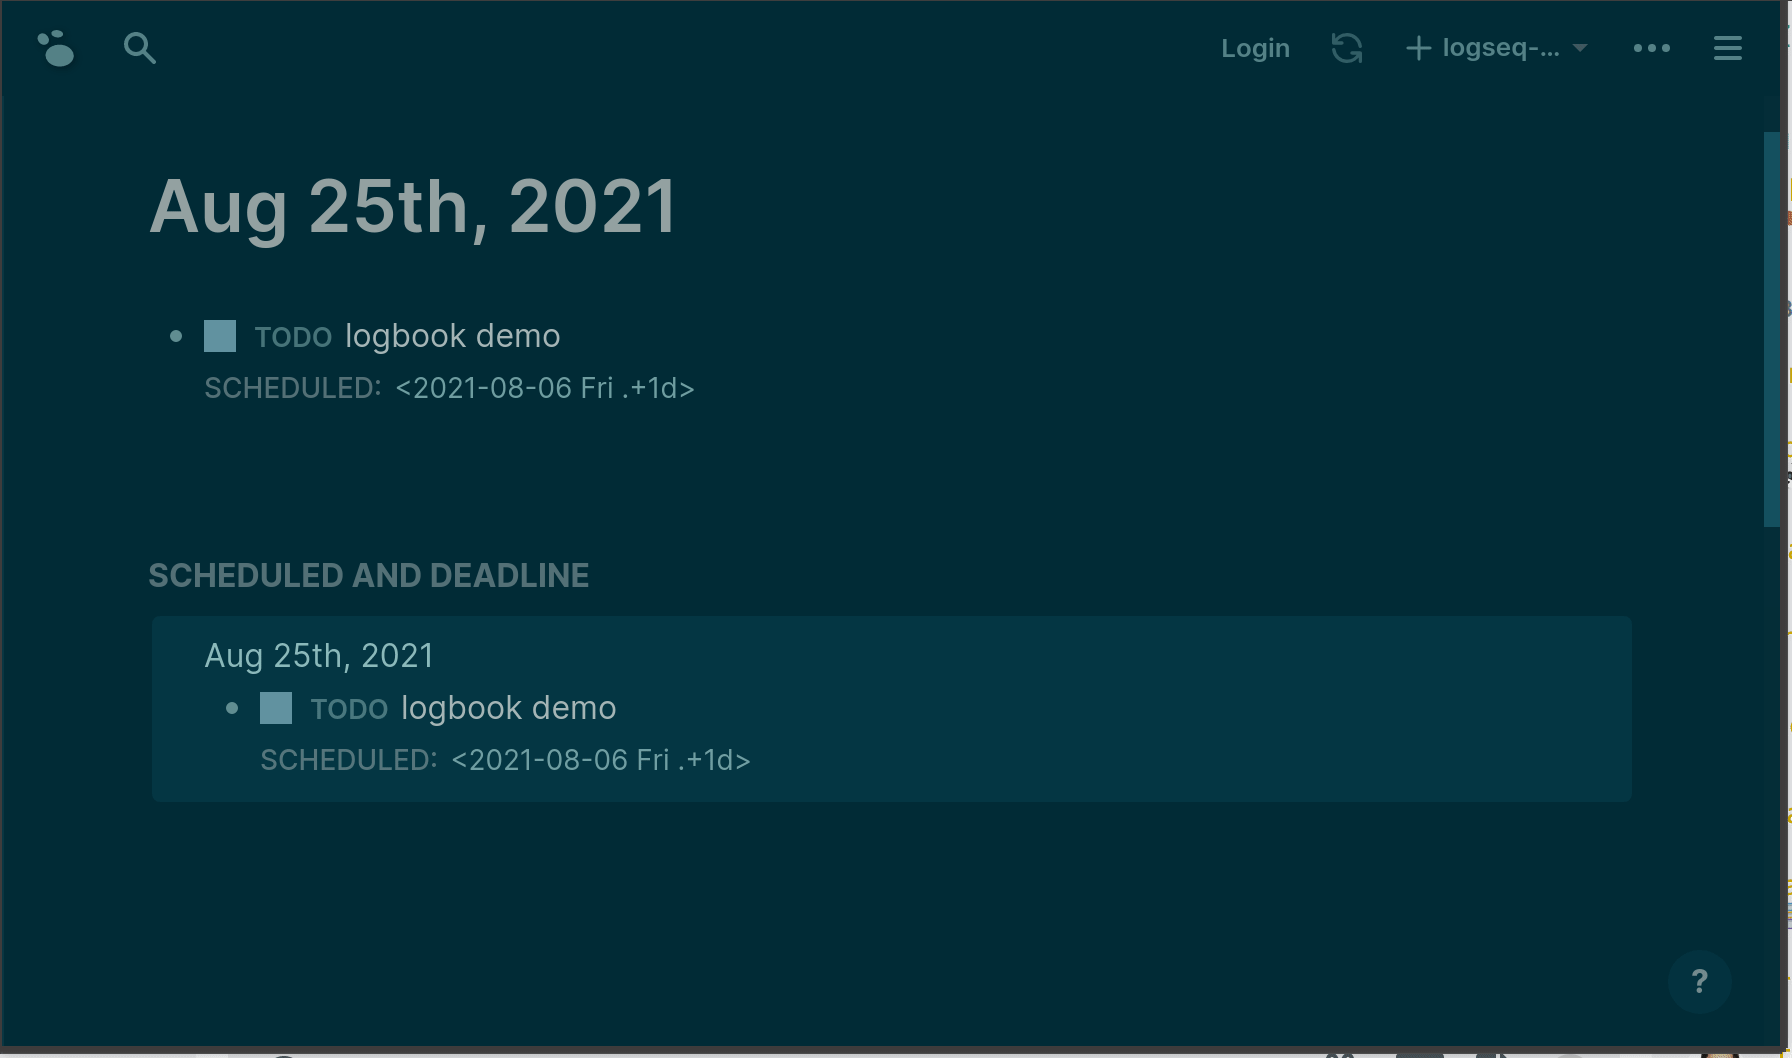 Login
logseq-...
Aug 25th, 2021
TODO logbook demo
SCHEDULED: <2021-08-06 Fri .+1d>
SCHEDULED AND DEADLINE
Aug 25th, 2021
TODO logbook demo
SCHEDULED: <2021-08-06 Fri .+1d>
?